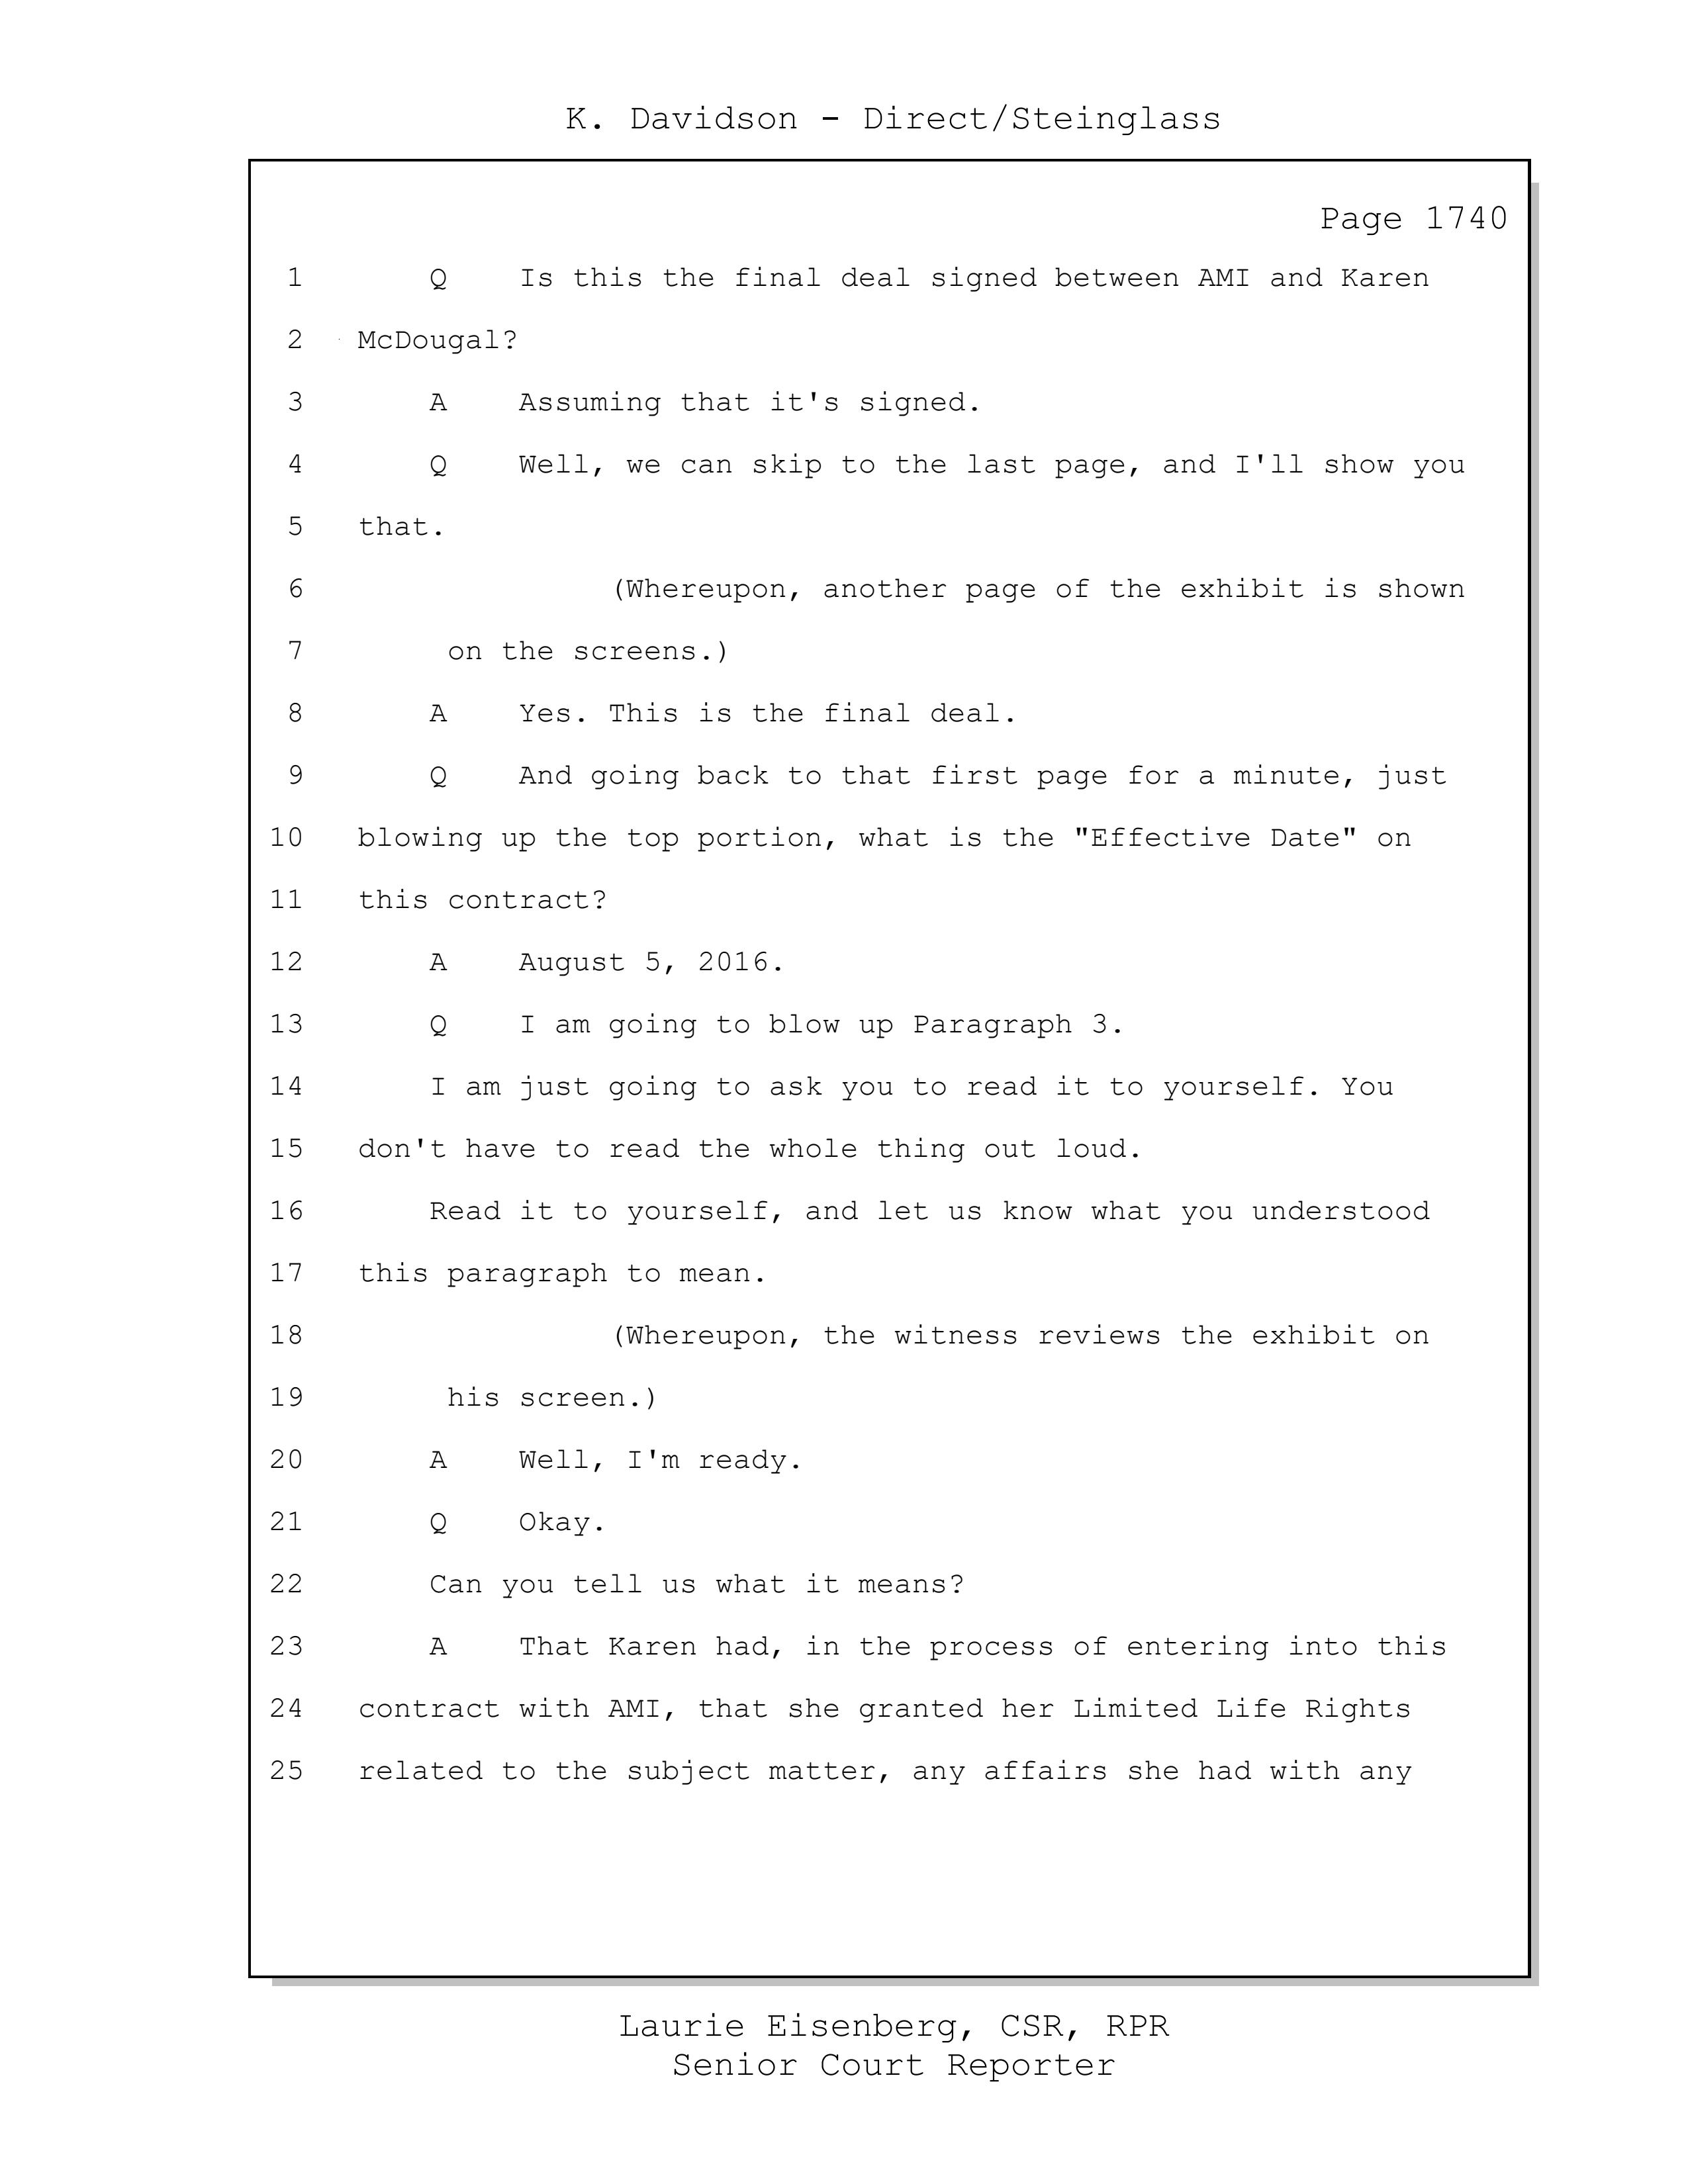 K. Davidson - Direct/Steinglass
Page 1740
1 Q Is this the final deal signed between AMI and Karen
2 McDougal?
3 A Assuming that it's signed.
4 Q Well, we can skip to the last page, and I'll show you
5 that.
6 (Whereupon, another page of the exhibit is shown
7 on the screens.)
8 A Yes. This is the final deal.
9 Q And going back to that first page for a minute, just
10 blowing up the top portion, what is the "Effective Date" on
11 this contract?
12 A August 5, 2016.
13 Q I am going to blow up Paragraph 3.
14 I am just going to ask you to read it to yourself. You
15 don't have to read the whole thing out loud.
16 Read it to yourself, and let us know what you understood
17 this paragraph to mean.
18 (Whereupon, the witness reviews the exhibit on
19 his screen.)
20 A Well, I'm ready.
21 Q Okay.
22 Can you tell us what it means?
23 A That Karen had, in the process of entering into this
24 contract with AMI, that she granted her Limited Life Rights
25 related to the subject matter, any affairs she had with any
Laurie Eisenberg, CSR, RPR
Senior Court Reporter